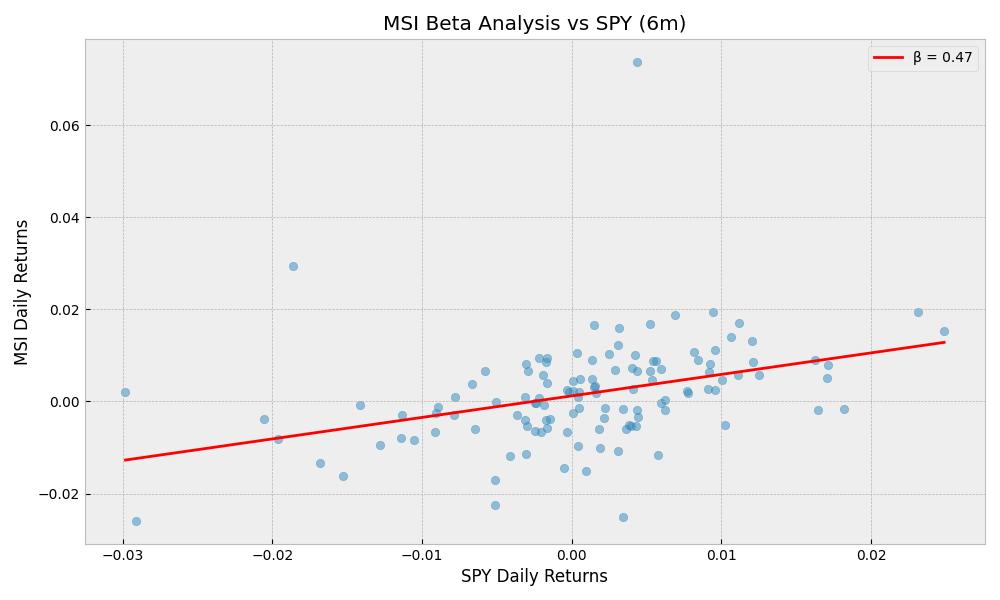 MSI Beta Analysis vs SPY (6m)
β = 0.47
MSI Daily Returns
0.06
0.04
0.02
0.00
−0.02
−0.03
−0.02
−0.01
0.00
0.01
0.02
SPY Daily Returns